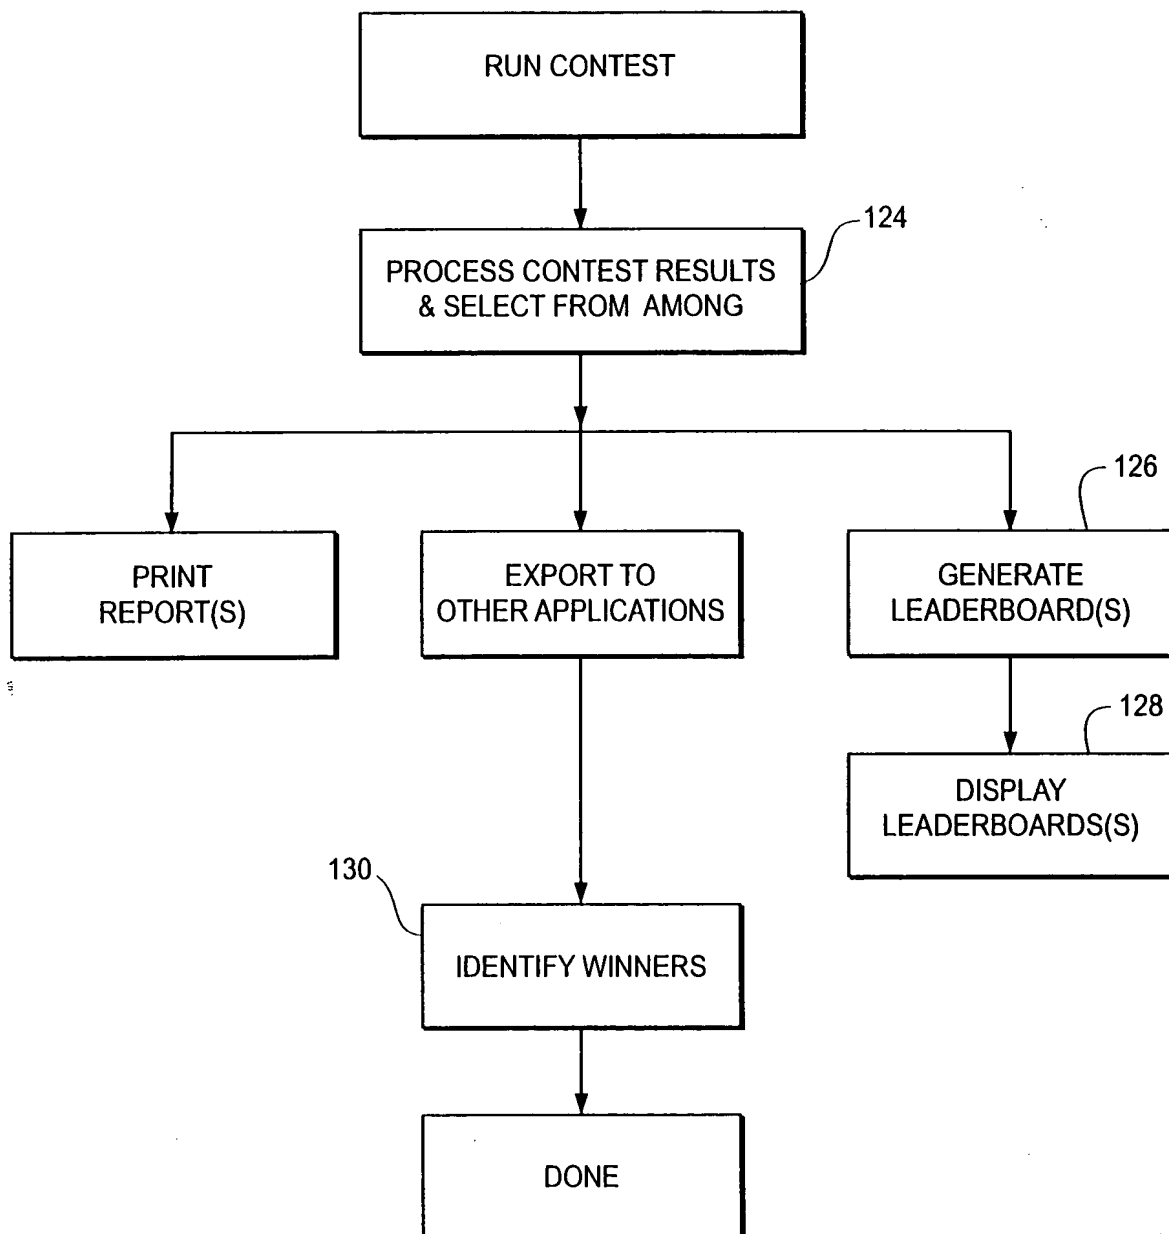 RUN CONTEST
124
PROCESS CONTEST RESULTS
& SELECT FROM AMONG
126
PRINT
REPORT(S)
EXPORT TO
OTHER APPLICATIONS
GENERATE
LEADERBOARD(S)
128
DISPLAY
LEADERBOARDS(S)
130
IDENTIFY WINNERS
DONE